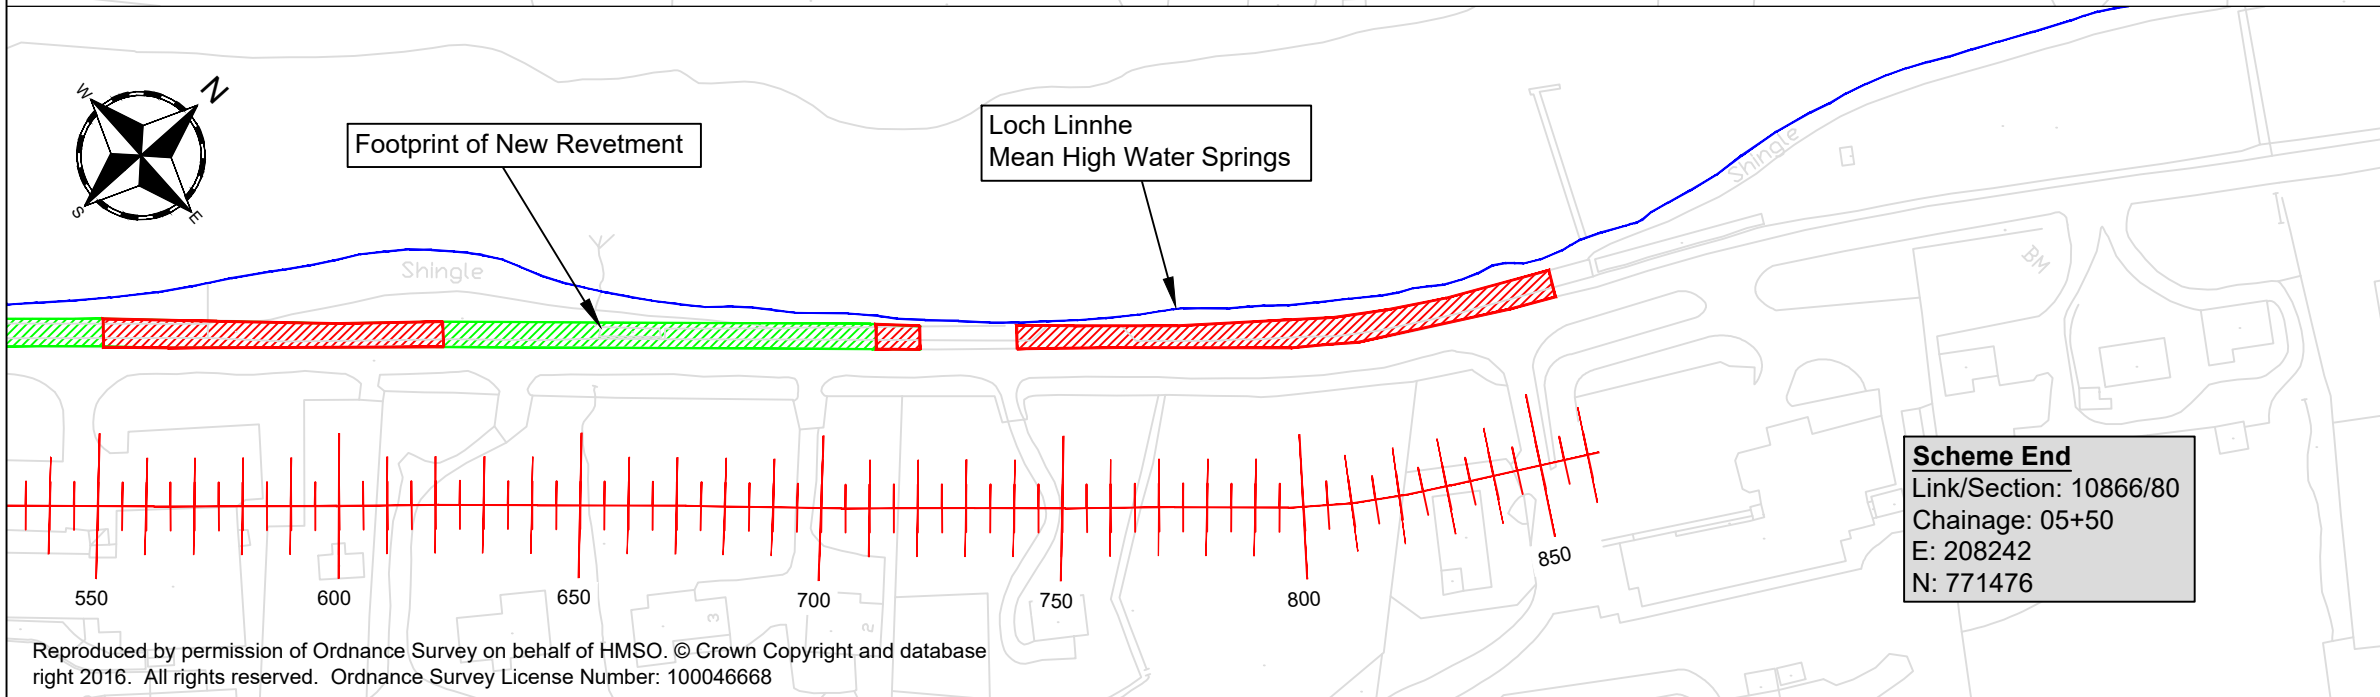 N
W
S
E
Footprint of New Revetment
Loch Linnhe
Mean High Water Springs
Shingle
Shingle
BM
550
600
650
700
750
800
850
3
2
Scheme End
Link/Section: 10866/80
Chainage: 05+50
E: 208242
N: 771476
Reproduced by permission of Ordnance Survey on behalf of HMSO. © Crown Copyright and database
right 2016. All rights reserved. Ordnance Survey License Number: 100046668